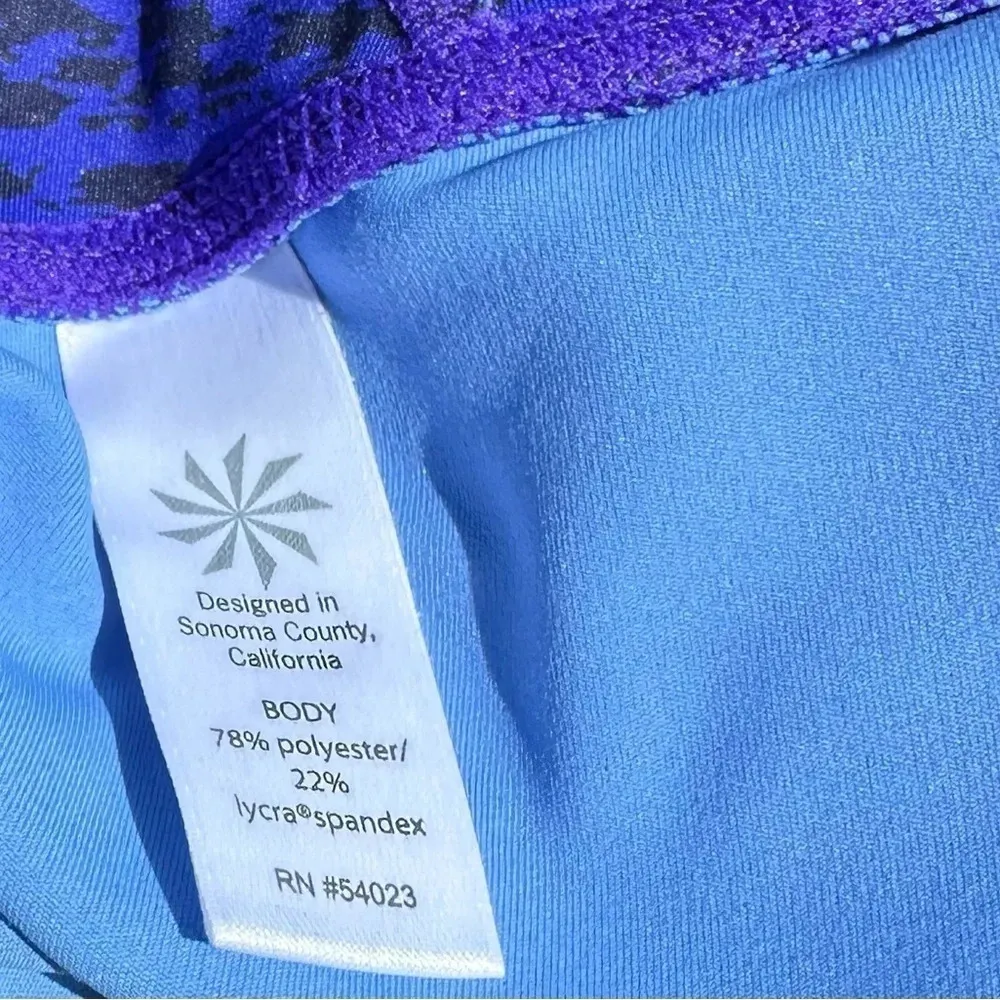 Designed in
Sonoma County,
California
BODY
78% polyester/
22%
lycra®spandex
RN #54023